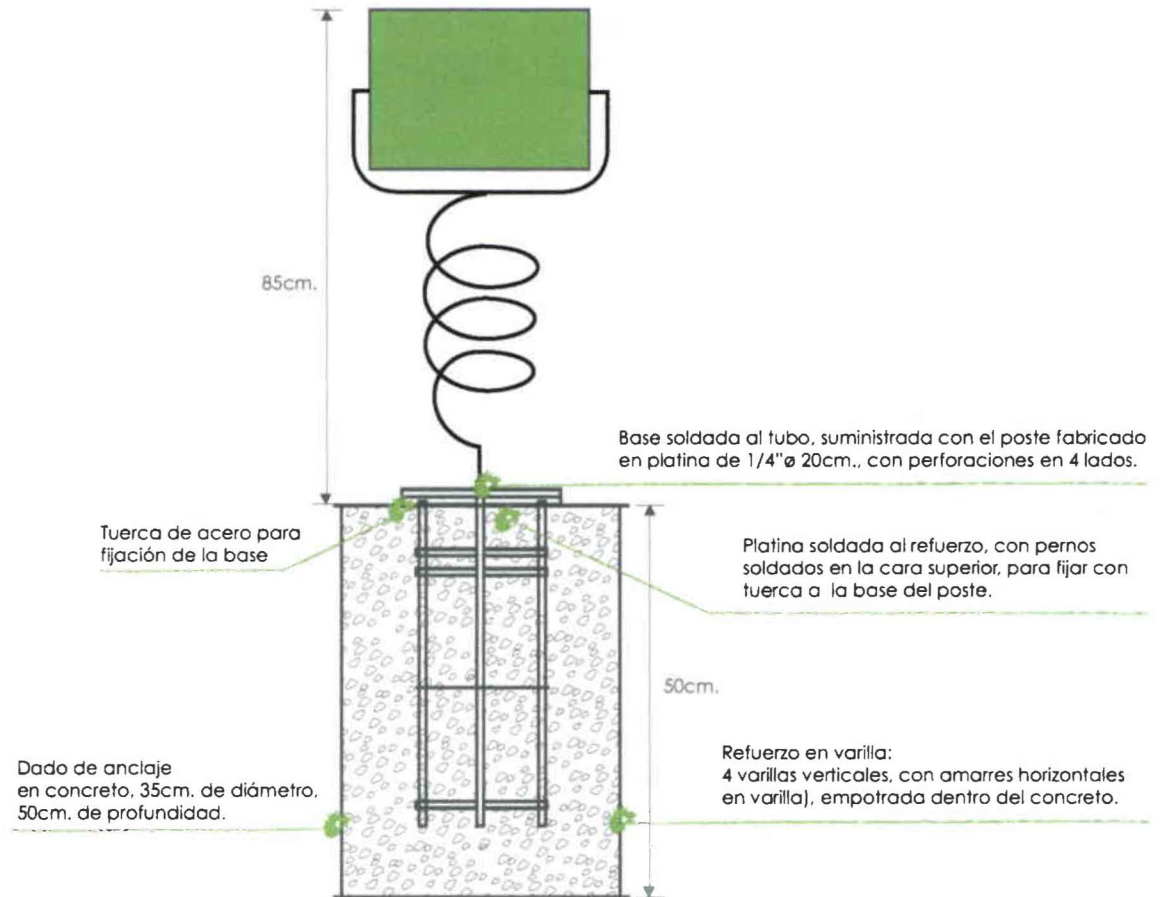 85cm.
Base soldada al tubo, suministrada con el poste fabricado
en platina de 1/4"ø 20cm., con perforaciones en 4 lados.
Tuerca de acero para
fijación de la base
Platina soldada al refuerzo, con pernos
soldados en la cara superior, para fijar con
tuerca a la base del poste.
50cm.
Dado de anclaje
en concreto, 35cm. de diámetro,
50cm. de profundidad.
Refuerzo en varilla:
4 varillas verticales, con amarres horizontales
en varilla), empotrada dentro del concreto.